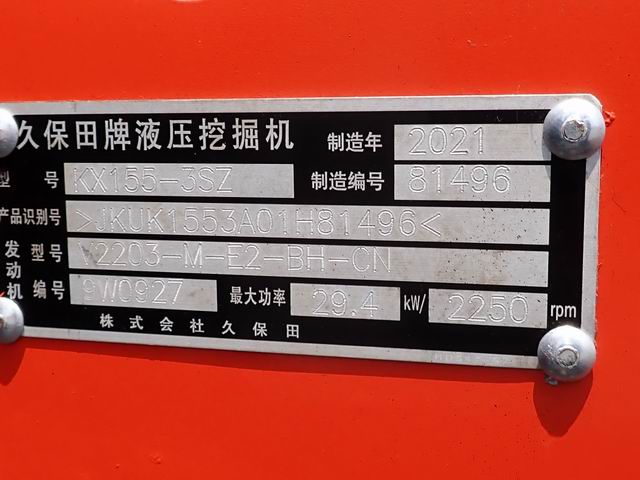 久保田牌液压挖掘机 制造年 2021
型号 KX155-3SZ 制造编号 81496
产品识别号 >JKUK1553A01H81496<
发动机 型号 V2203-M-E2-BH-CN
编号 9W0927 最大功率 29.4 kW/ 2250 rpm
株式会社久保田